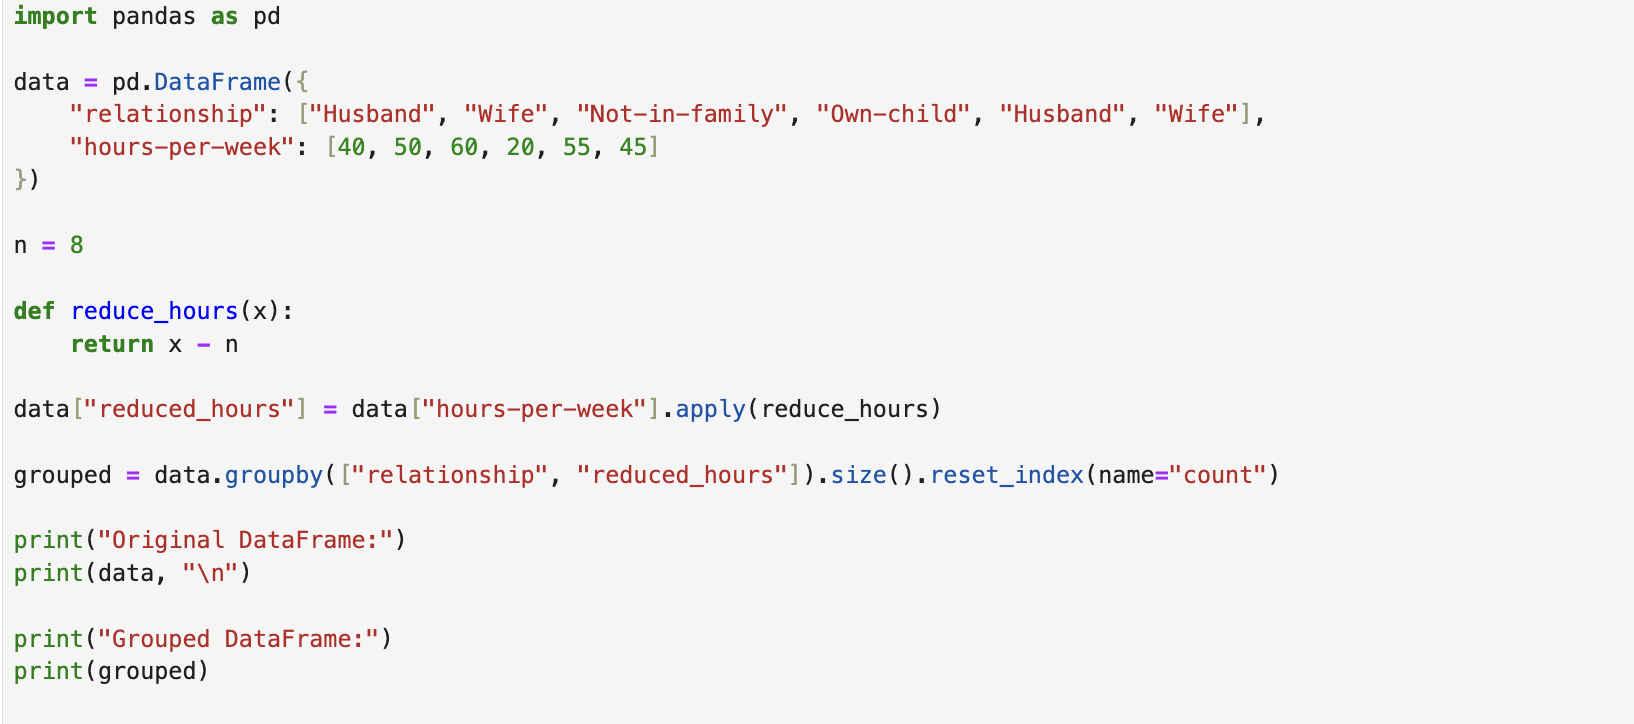 import pandas as pd
data = pd.DataFrame({
    "relationship": ["Husband", "Wife", "Not-in-family", "Own-child", "Husband", "Wife"],
    "hours-per-week": [40, 50, 60, 20, 55, 45]
})
n = 8
def reduce_hours(x):
    return x - n
data["reduced_hours"] = data["hours-per-week"].apply(reduce_hours)
grouped = data.groupby(["relationship", "reduced_hours"]).size().reset_index(name="count")
print("Original DataFrame:")
print(data, "\n")
print("Grouped DataFrame:")
print(grouped)